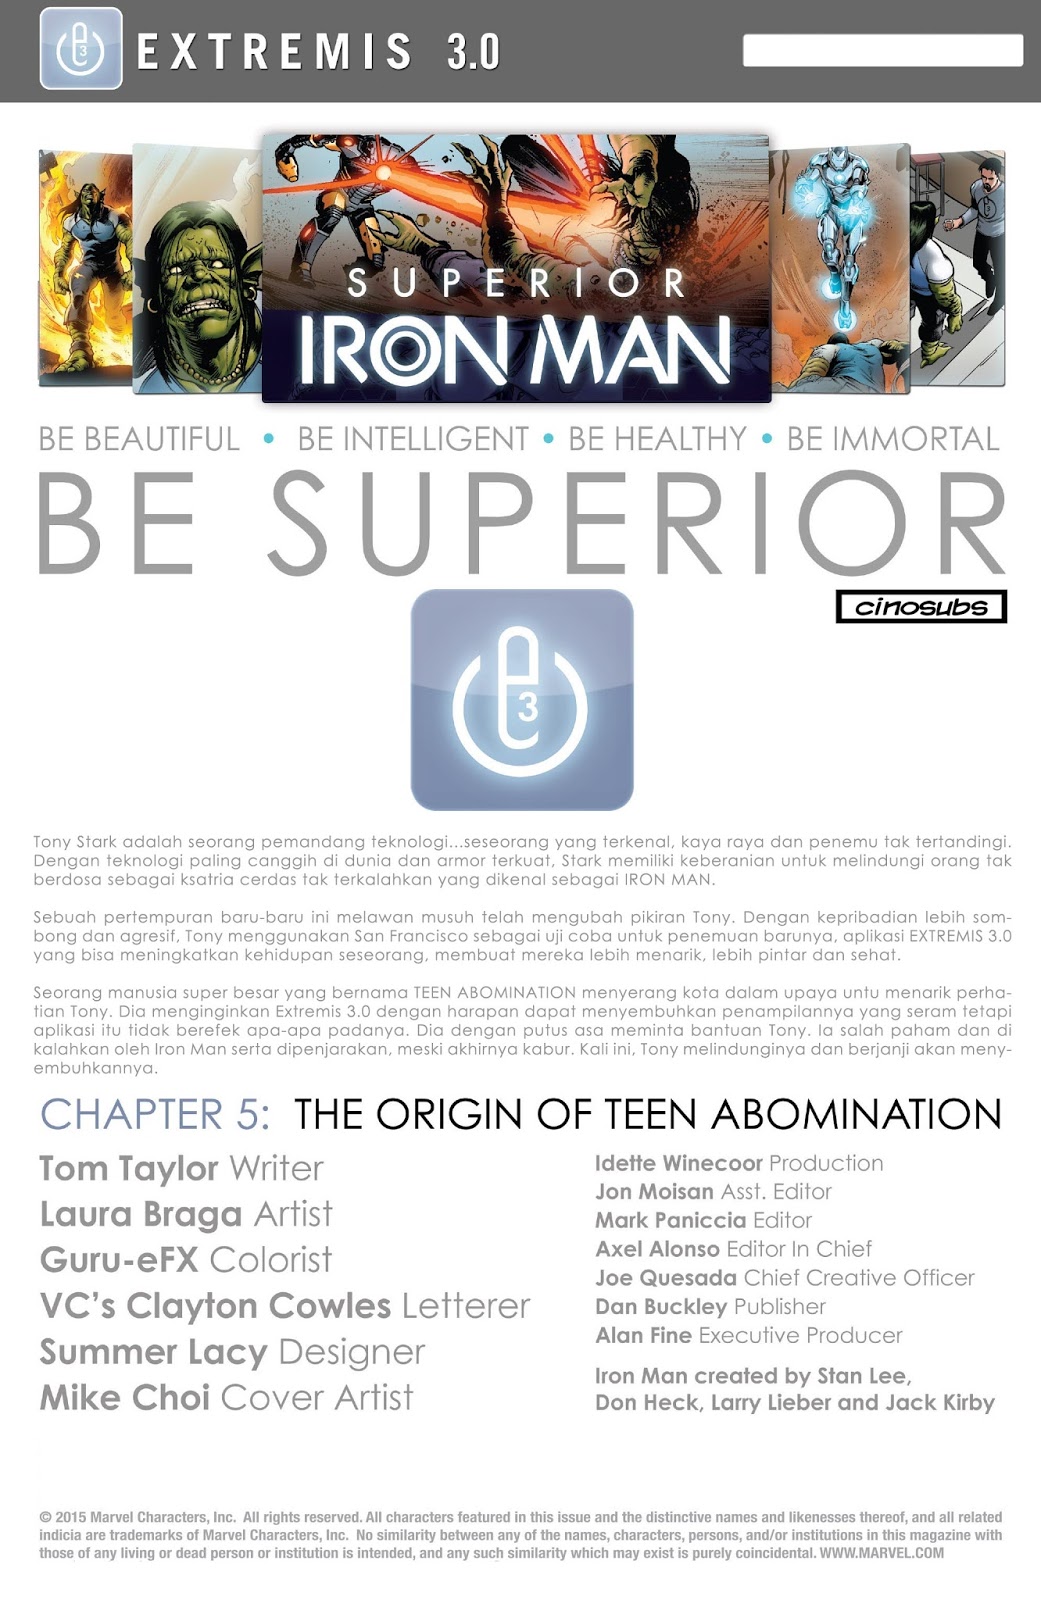 EXTREMIS 3.0
SUPERIOR
IRON MAN
BE BEAUTIFUL • BE INTELLIGENT • BE HEALTHY • BE IMMORTAL
BE SUPERIOR
cinosubs
3
Tony Stark adalah seorang pemandang teknologi...seseorang yang terkenal, kaya raya dan penemu tak tertandingi.
Dengan teknologi paling canggih di dunia dan armor terkuat, Stark memiliki keberanian untuk melindungi orang tak
berdosa sebagai ksatria cerdas tak terkalahkan yang dikenal sebagai IRON MAN.
Sebuah pertempuran baru-baru ini melawan musuh telah mengubah pikiran Tony. Dengan kepribadian lebih som-
bong dan agresif, Tony menggunakan San Francisco sebagai uji coba untuk penemuan barunya, aplikasi EXTREMIS 3.0
yang bisa meningkatkan kehidupan seseorang, membuat mereka lebih menarik, lebih pintar dan sehat.
Seorang manusia super besar yang bernama TEEN ABOMINATION menyerang kota dalam upaya untu menarik perha-
tian Tony. Dia menginginkan Extremis 3.0 dengan harapan dapat menyembuhkan penampilannya yang seram tetapi
aplikasi itu tidak berefek apa-apa padanya. Dia dengan putus asa meminta bantuan Tony. Ia salah paham dan di
kalahkan oleh Iron Man serta dipenjarakan, meski akhirnya kabur. Kali ini, Tony melindunginya dan berjanji akan meny-
embuhkannya.
CHAPTER 5: THE ORIGIN OF TEEN ABOMINATION
Tom Taylor Writer
Laura Braga Artist
Guru-eFX Colorist
VC's Clayton Cowles Letterer
Summer Lacy Designer
Mike Choi Cover Artist
Idette Winecoor Production
Jon Moisan Asst. Editor
Mark Paniccia Editor
Axel Alonso Editor In Chief
Joe Quesada Chief Creative Officer
Dan Buckley Publisher
Alan Fine Executive Producer
Iron Man created by Stan Lee,
Don Heck, Larry Lieber and Jack Kirby
© 2015 Marvel Characters, Inc. All rights reserved. All characters featured in this issue and the distinctive names and likenesses thereof, and all related
indicia are trademarks of Marvel Characters, Inc. No similarity between any of the names, characters, persons, and/or institutions in this magazine with
those of any living or dead person or institution is intended, and any such similarity which may exist is purely coincidental. WWW.MARVEL.COM